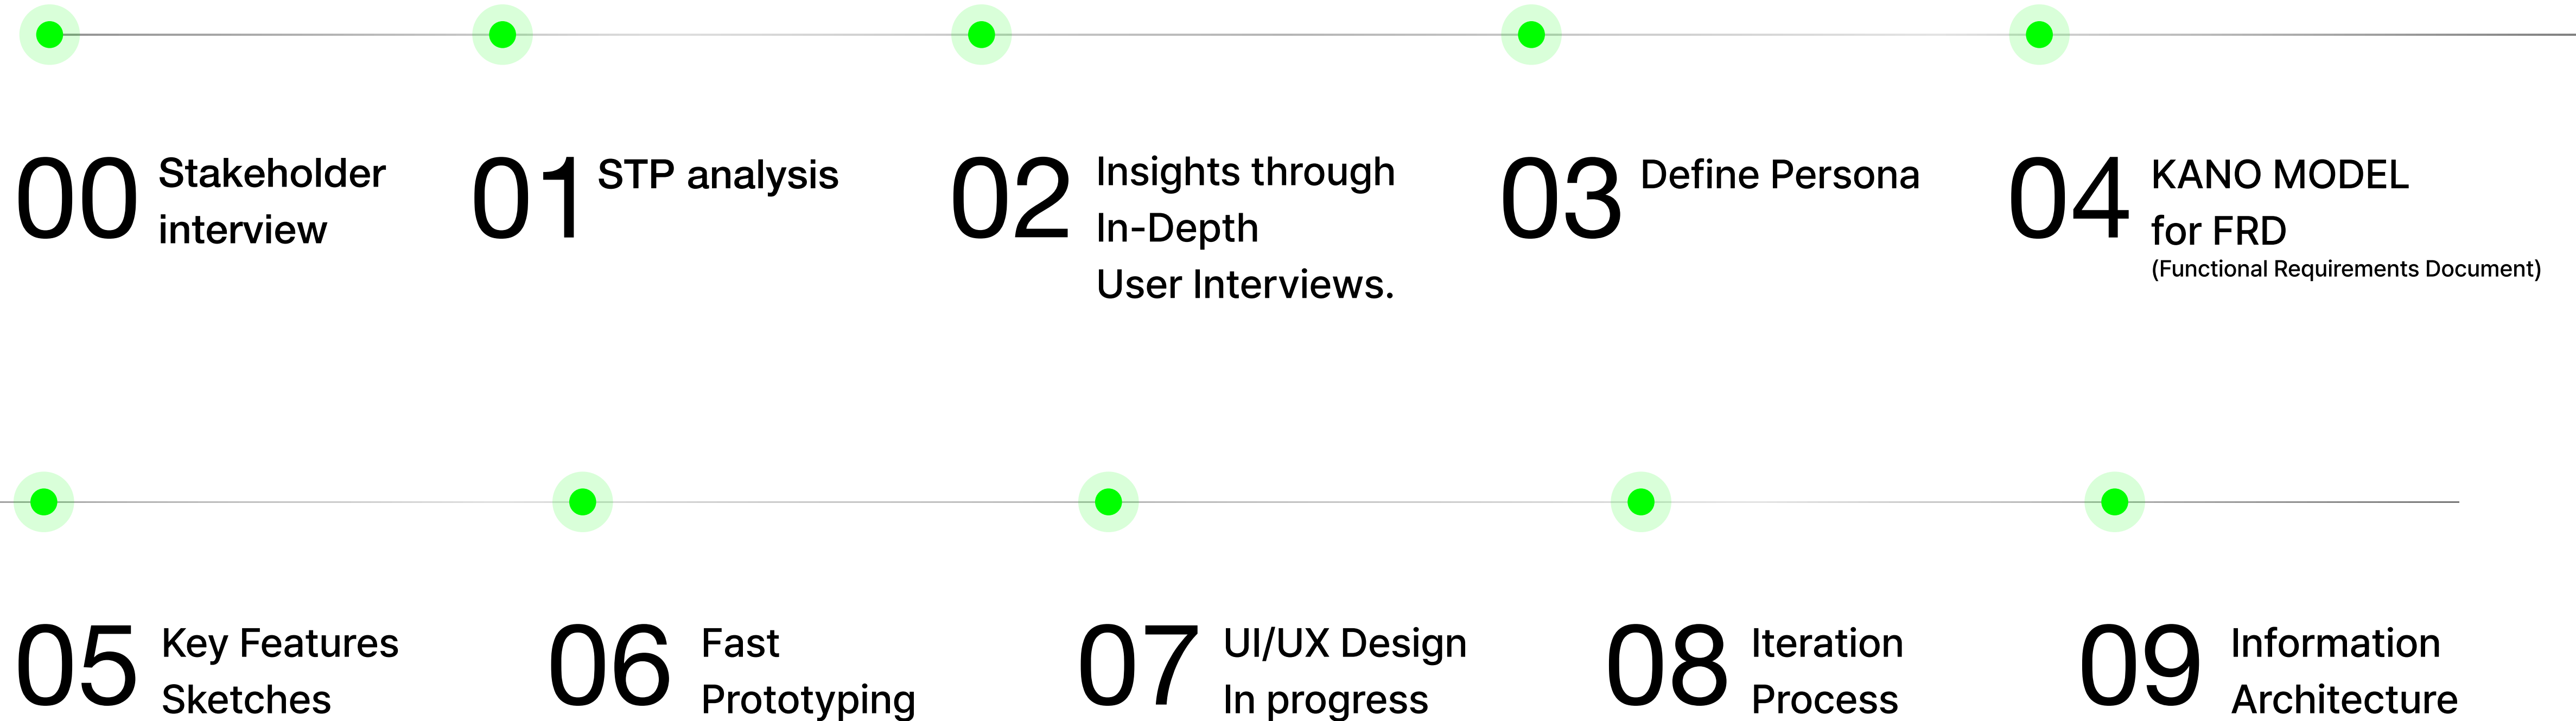 00 Stakeholder
interview
01 STP analysis
02 Insights through
In-Depth
User Interviews.
03 Define Persona
04 KANO MODEL
for FRD
(Functional Requirements Document)
05 Key Features
Sketches
06 Fast
Prototyping
07 UI/UX Design
In progress
08 Iteration
Process
09 Information
Architecture